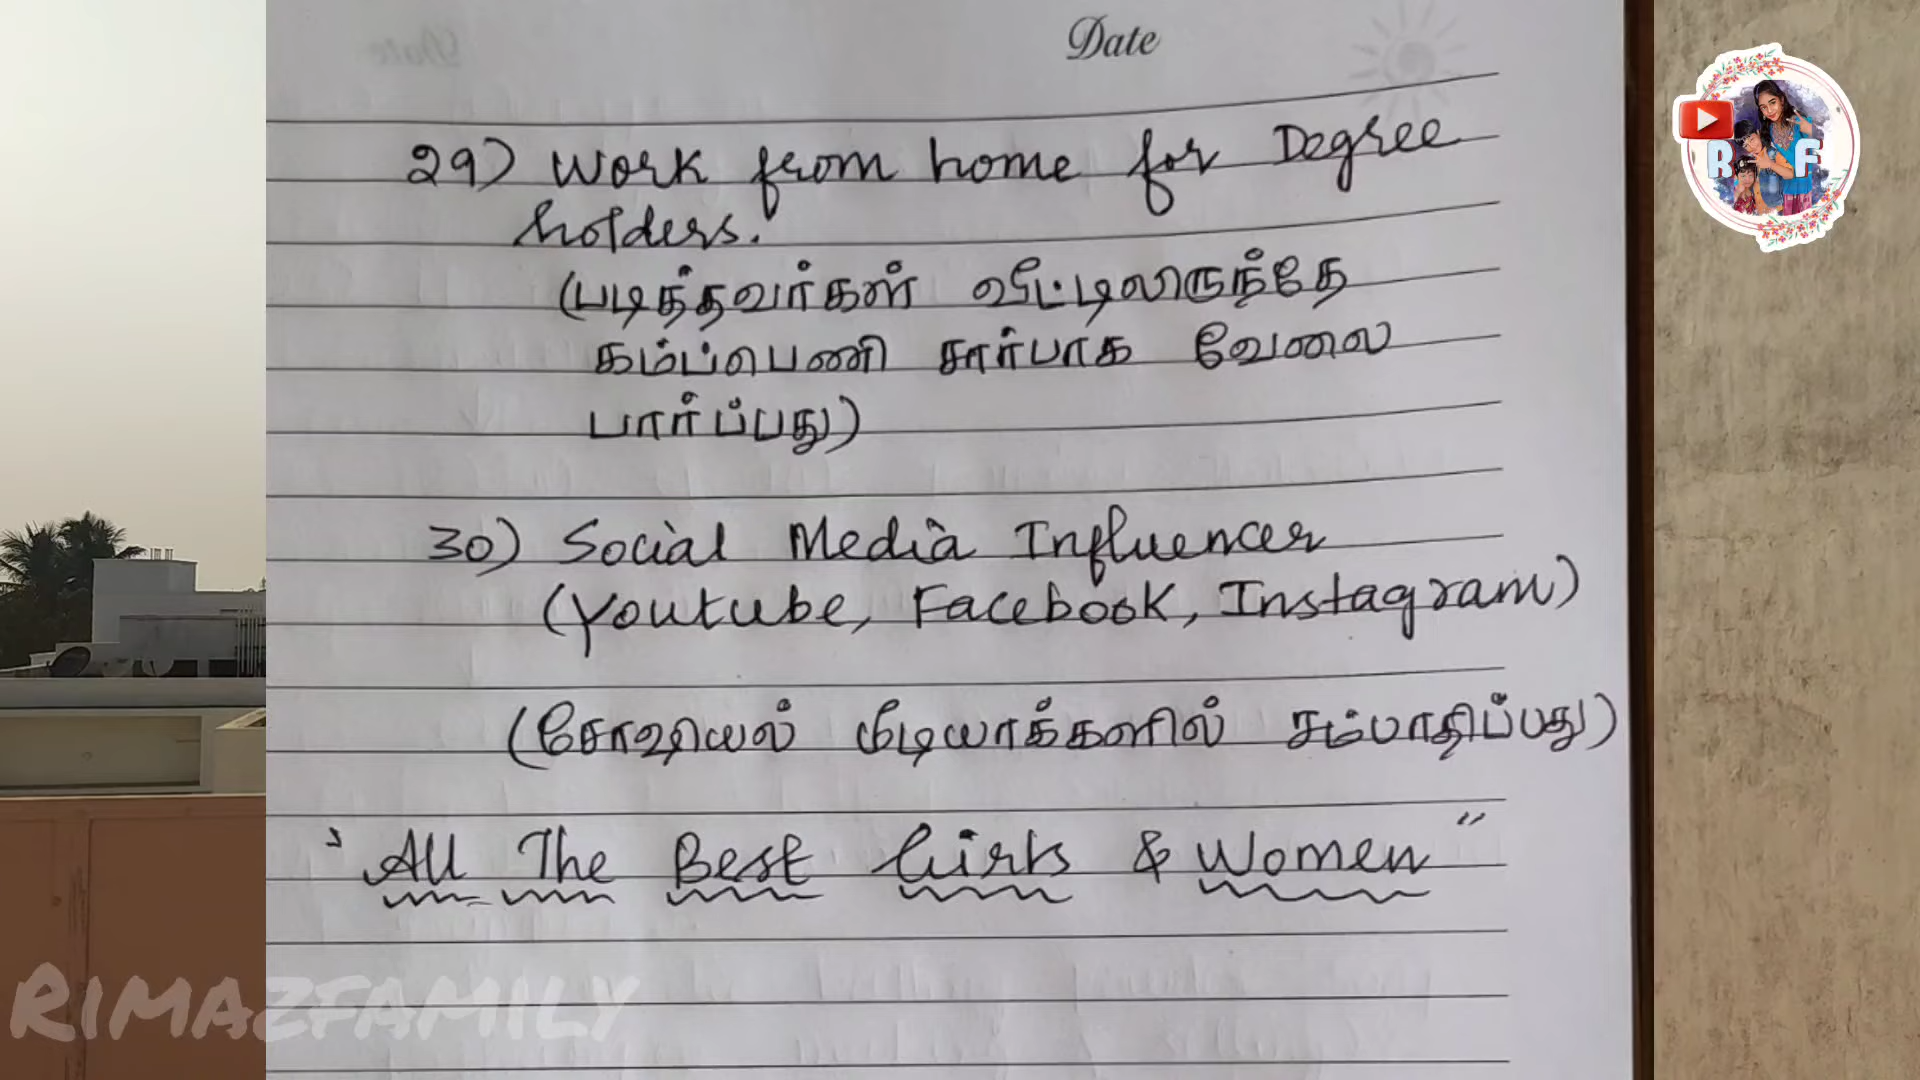 Date
29) Work from home for Degree
holders.
(படித்தவர்கள் வீட்டிலிருந்தே
கம்ப்பெணி சார்பாக வேலை
பார்ப்பது)
30) Social Media Influencer
(Youtube, Facebook, Instagram)
(சோஷியல் மீடியாக்களில் சம்பாதிப்பது)
"All The Best Girls & Women"
R F
RIMAZFAMILY